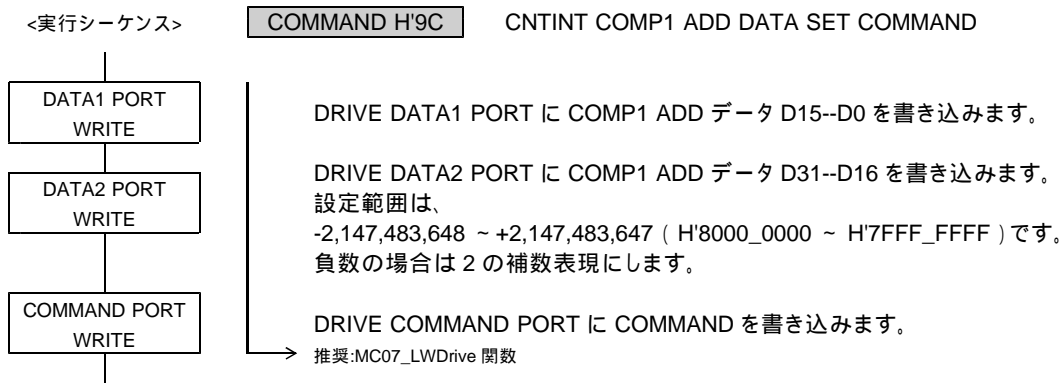 <実行シーケンス> COMMAND H'9C CNTINT COMP1 ADD DATA SET COMMAND
DATA1 PORT
WRITE
DRIVE DATA1 PORT に COMP1 ADD データ D15--D0 を書き込みます。
DATA2 PORT
WRITE
DRIVE DATA2 PORT に COMP1 ADD データ D31--D16 を書き込みます。
設定範囲は、
-2,147,483,648 ~ +2,147,483,647 ( H'8000_0000 ~ H'7FFF_FFFF ) です。
負数の場合は 2 の補数表現にします。
COMMAND PORT
WRITE
DRIVE COMMAND PORT に COMMAND を書き込みます。
推奨:MC07_LWDrive 関数